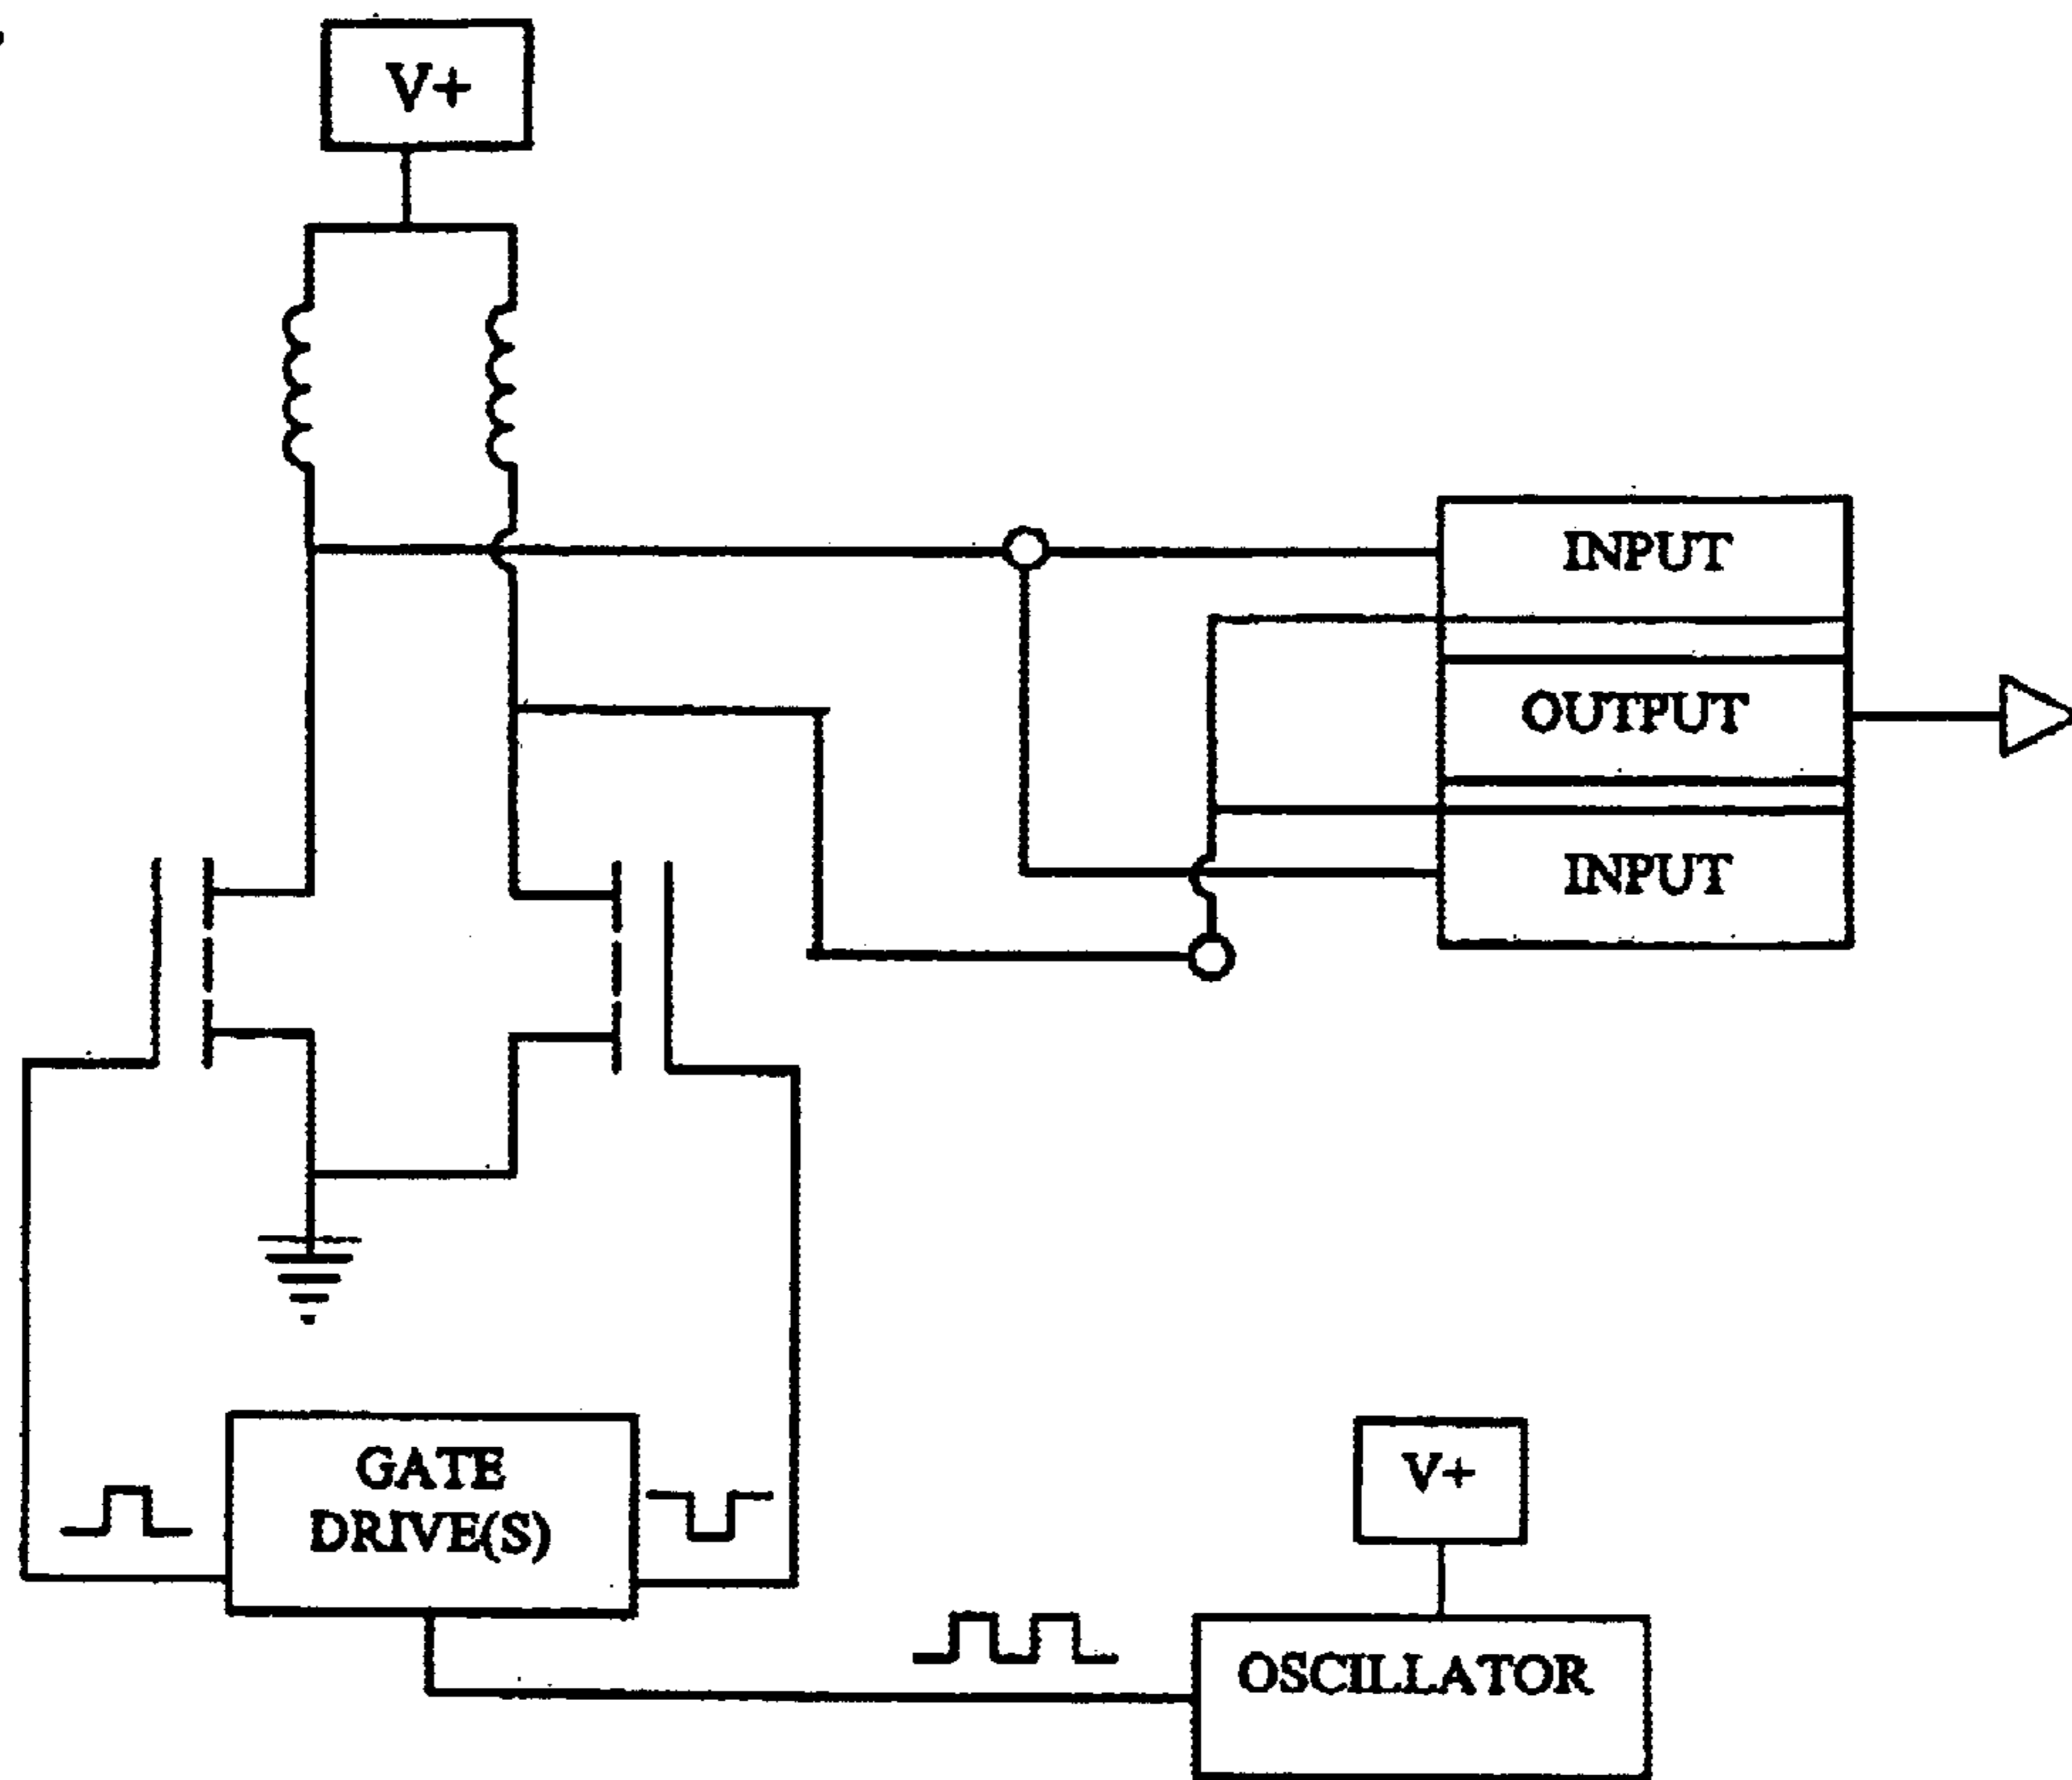 V+
INPUT
OUTPUT
INPUT
GATE
DRIVE(S)
V+
OSCILLATOR